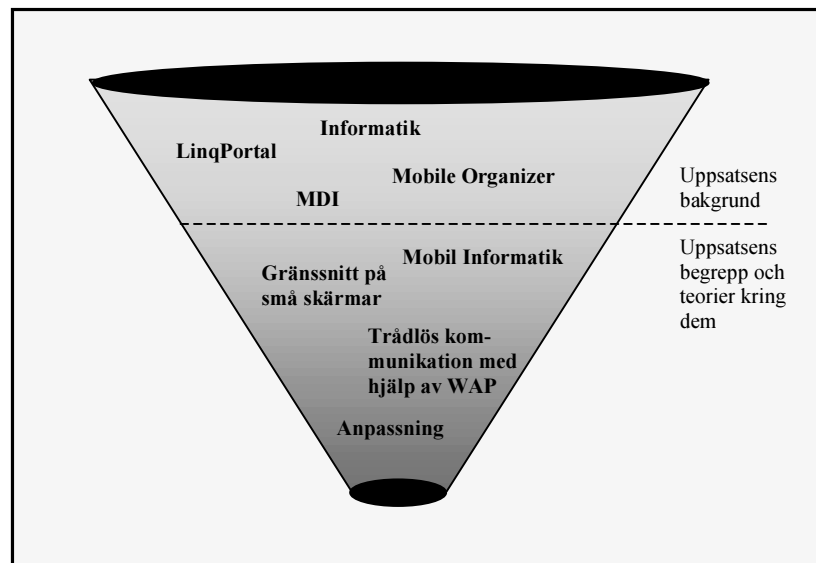 Informatik
LinqPortal
Mobile Organizer
MDI
Uppsatsens
bakgrund
Mobil Informatik
Gränssnitt på
små skärmar
Trådlös kom-
munikation med
hjälp av WAP
Anpassning
Uppsatsens
begrepp och
teorier kring
dem